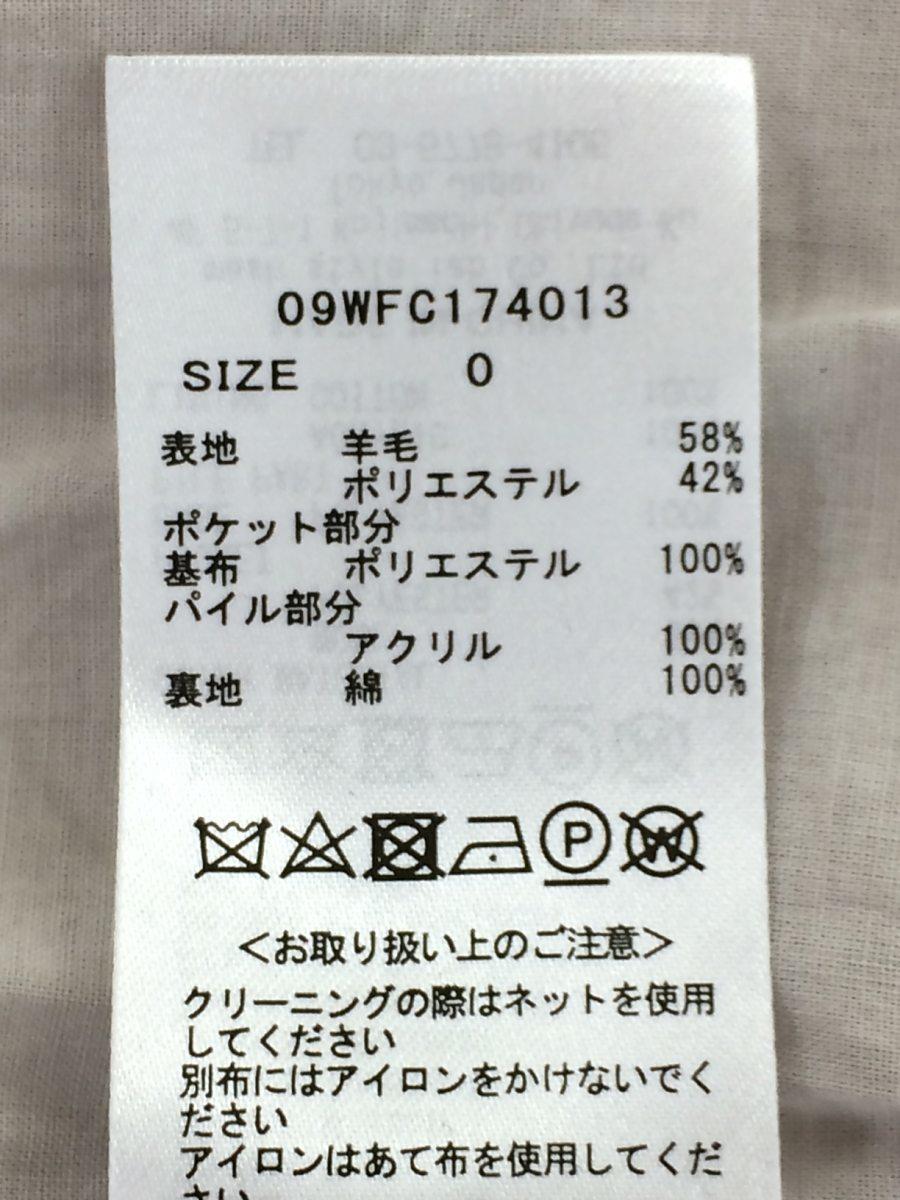 09WFC174013
SIZE 0
表地 羊毛 58%
ポリエステル 42%
ポケット部分
基布 ポリエステル 100%
パイル部分
アクリル 100%
裏地 綿 100%
P
W
<お取り扱い上のご注意>
クリーニングの際はネットを使用
してください
別布にはアイロンをかけないでく
ださい
アイロンはあて布を使用してくだ
さい